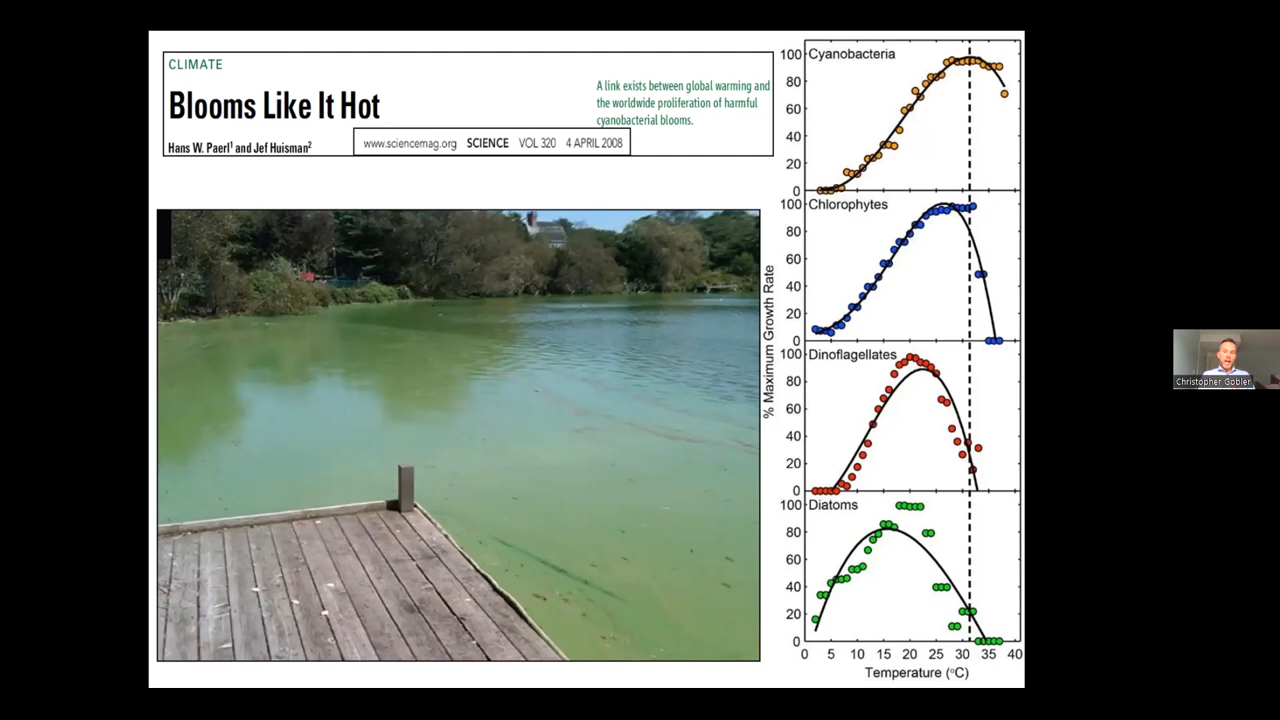 CLIMATE
Blooms Like It Hot
A link exists between global warming and
the worldwide proliferation of harmful
cyanobacterial blooms.
Hans W. Paerl¹ and Jef Huisman²
www.sciencemag.org SCIENCE VOL 320 4 APRIL 2008
% Maximum Growth Rate
Cyanobacteria
100
80
60
40
20
0
Chlorophytes
100
80
60
40
20
0
Dinoflagellates
100
80
60
40
20
0
Diatoms
100
80
60
40
20
0
0 5 10 15 20 25 30 35 40
Temperature (°C)
Christopher Gobler